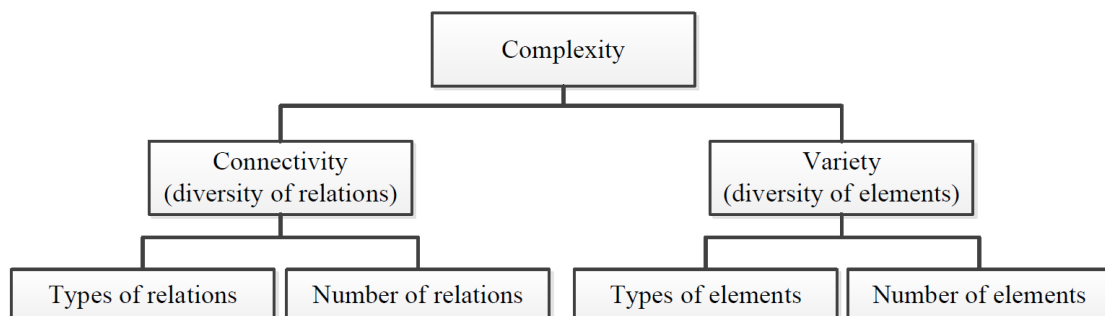 Complexity
Connectivity
(diversity of relations)
Variety
(diversity of elements)
Types of relations
Number of relations
Types of elements
Number of elements